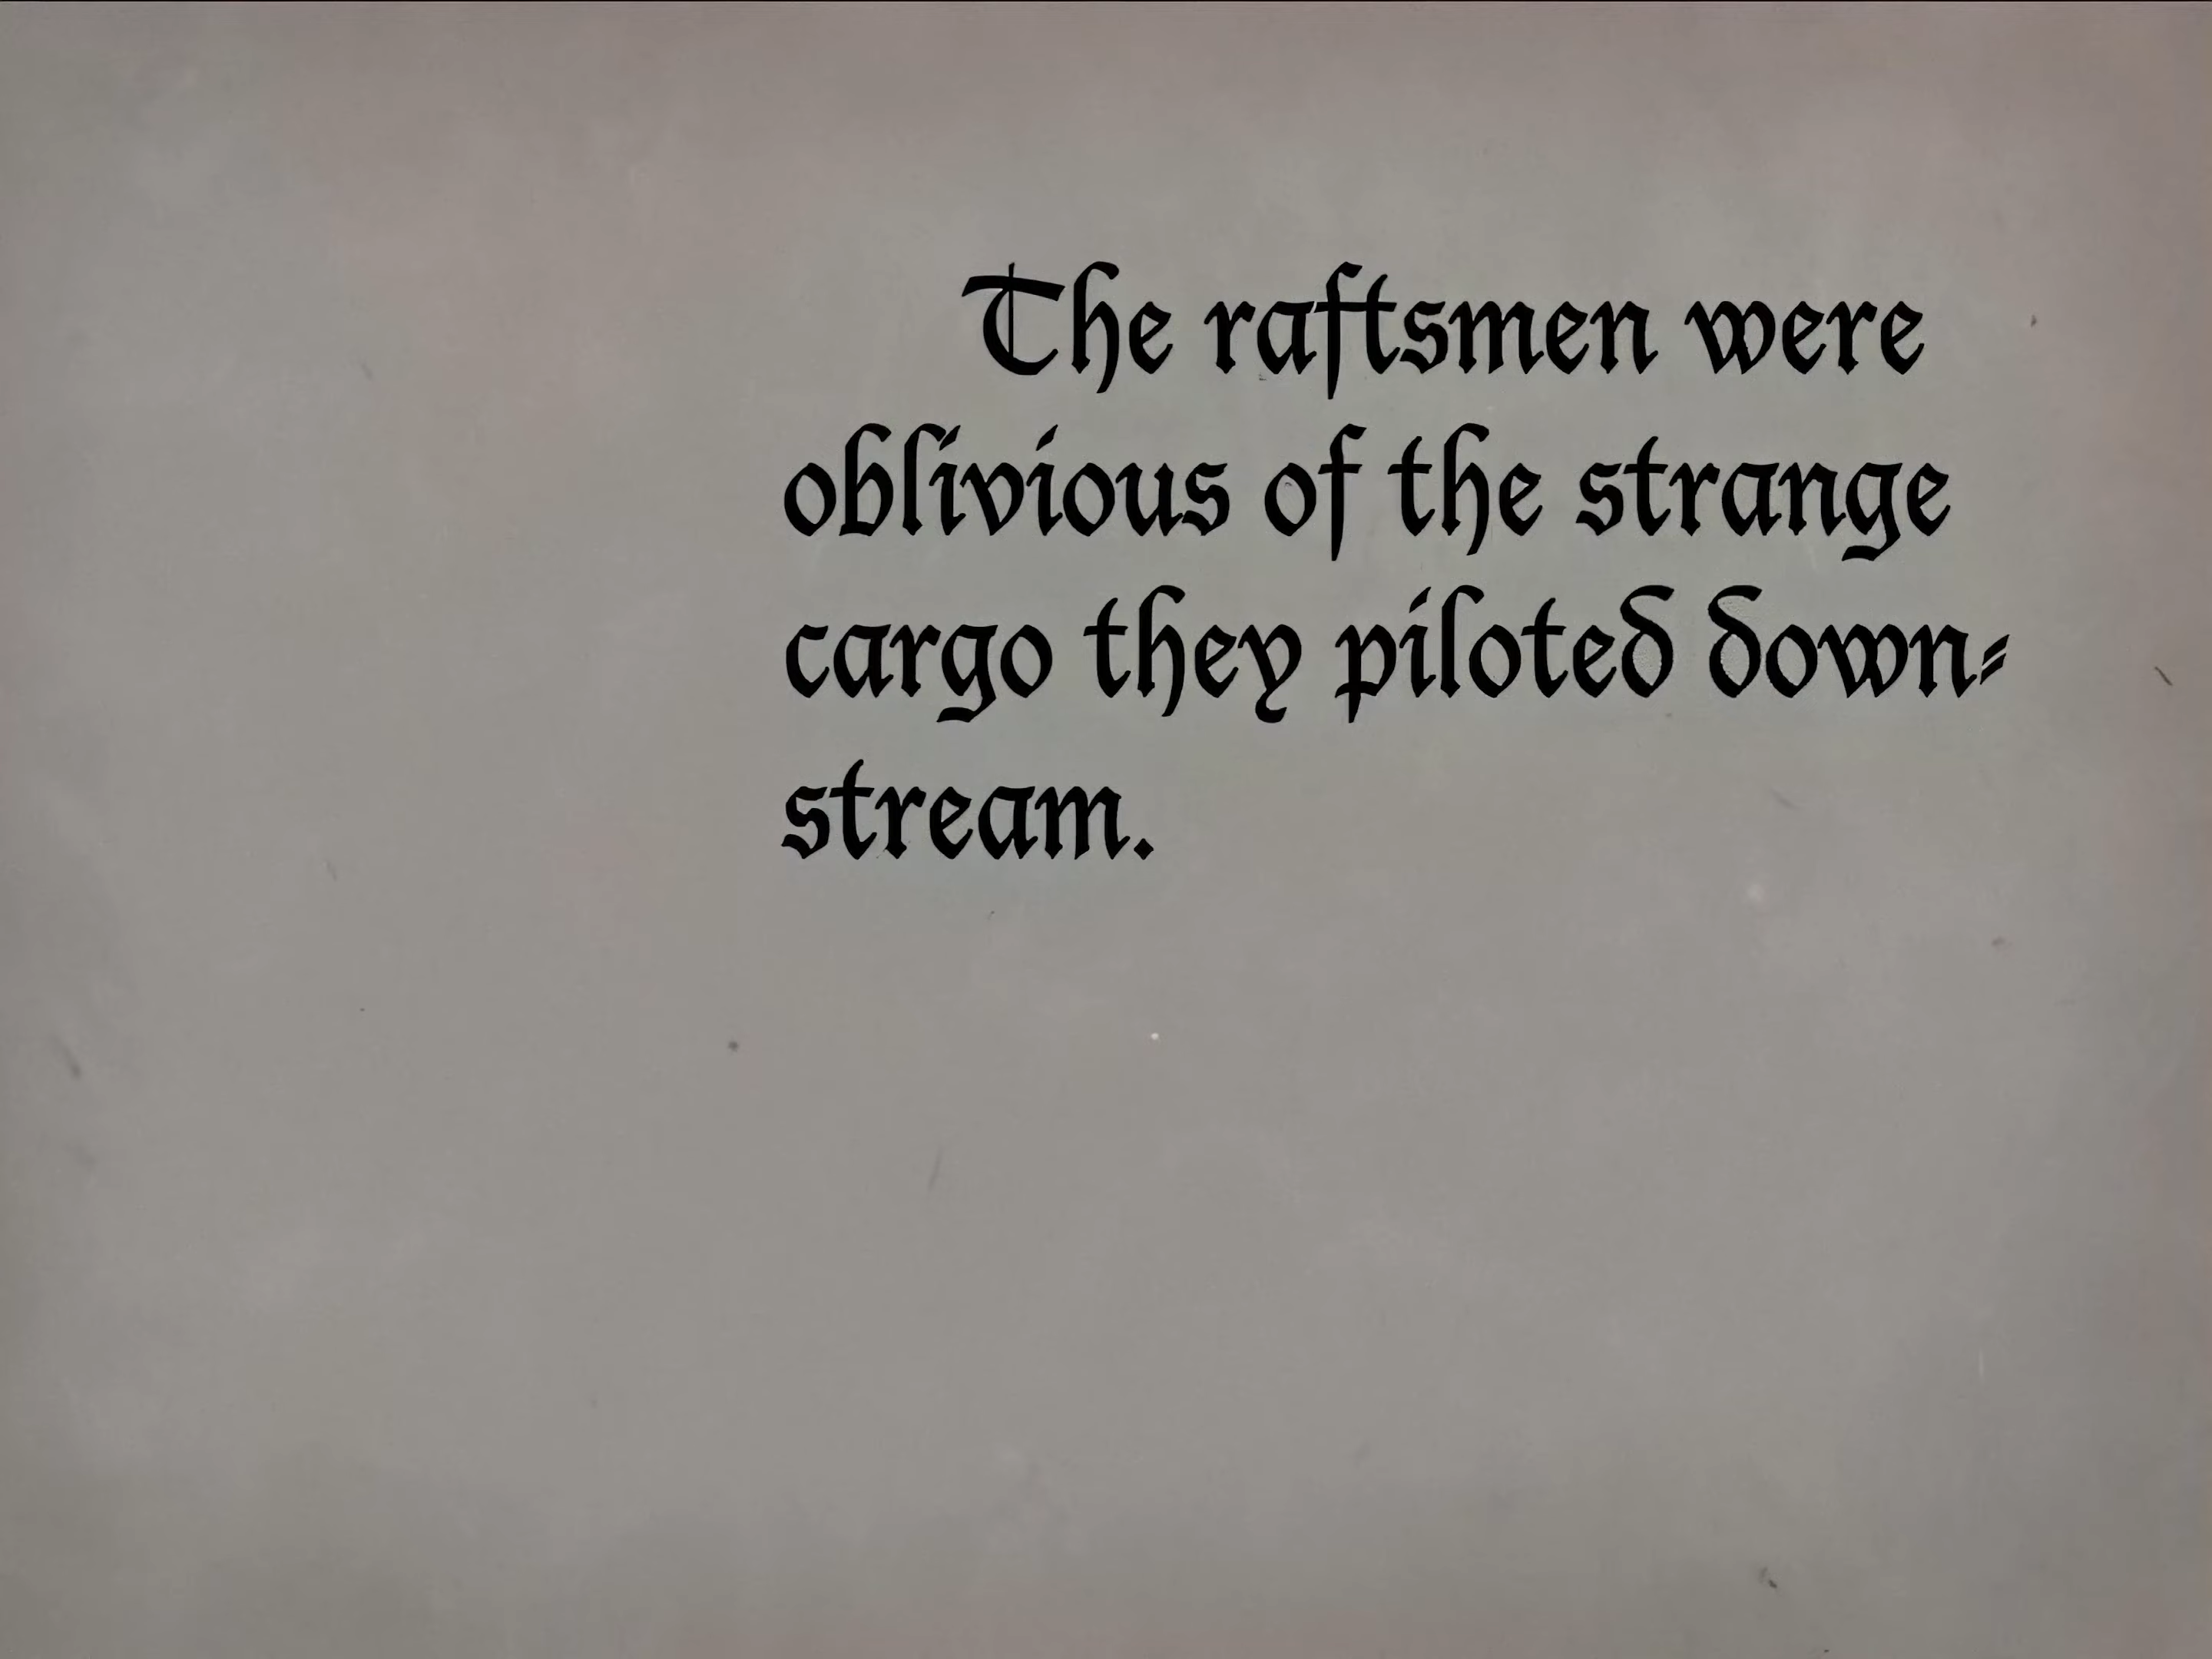 The raftsmen were
oblivious of the strange
cargo they piloted down-
stream.